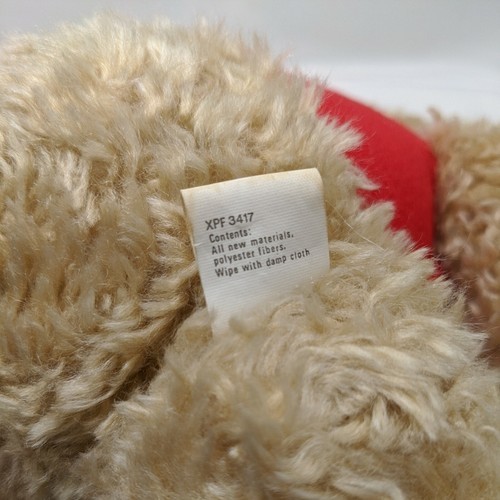 XPF 3417
Contents:
All new materials,
polyester fibers.
Wipe with damp cloth